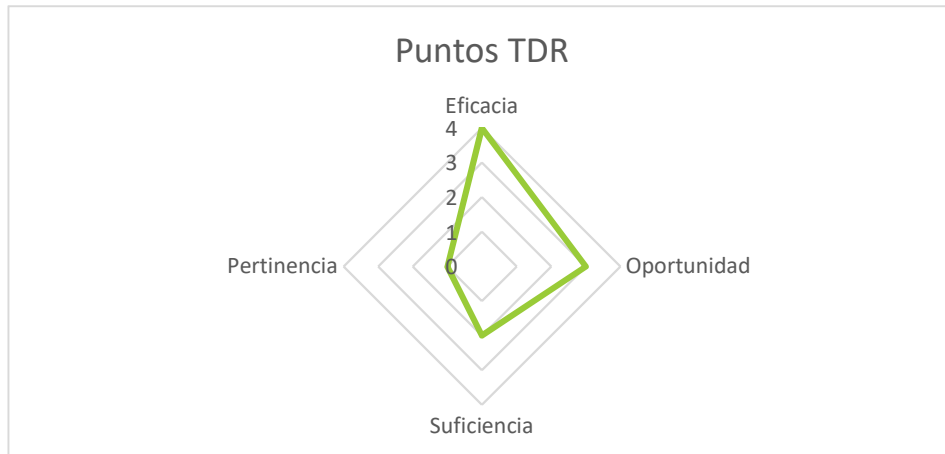 Puntos TDR
Eficacia
4
3
2
1
Pertinencia 0 Oportunidad
Suficiencia